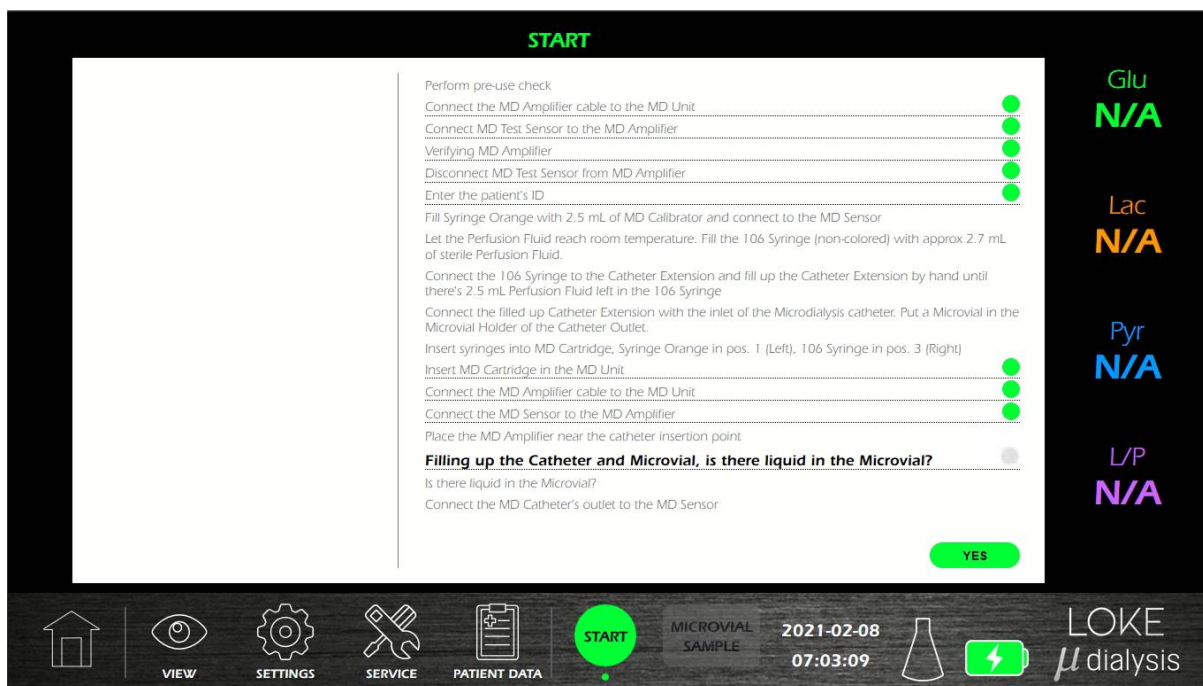 START
Perform pre-use check
Connect the MD Amplifier cable to the MD Unit
Connect MD Test Sensor to the MD Amplifier
Verifying MD Amplifier
Disconnect MD Test Sensor from MD Amplifier
Enter the patient's ID
Fill Syringe Orange with 2.5 mL of MD Calibrator and connect to the MD Sensor
Let the Perfusion Fluid reach room temperature. Fill the 106 Syringe (non-colored) with approx 2.7 mL
of sterile Perfusion Fluid.
Connect the 106 Syringe to the Catheter Extension and fill up the Catheter Extension by hand until
there's 2.5 mL Perfusion Fluid left in the 106 Syringe
Connect the filled up Catheter Extension with the inlet of the Microdialysis catheter. Put a Microvial in the
Microvial Holder of the Catheter Outlet.
Insert syringes into MD Cartridge, Syringe Orange in pos. 1 (Left), 106 Syringe in pos. 3 (Right)
Insert MD Cartridge in the MD Unit
Connect the MD Amplifier cable to the MD Unit
Connect the MD Sensor to the MD Amplifier
Place the MD Amplifier near the catheter insertion point
Filling up the Catheter and Microvial, is there liquid in the Microvial?
Is there liquid in the Microvial?
Connect the MD Catheter's outlet to the MD Sensor
YES
Glu
N/A
Lac
N/A
Pyr
N/A
L/P
N/A
VIEW
SETTINGS
SERVICE
PATIENT DATA
START
MICROVIAL
SAMPLE
2021-02-08
07:03:09
LOKE
μ dialysis